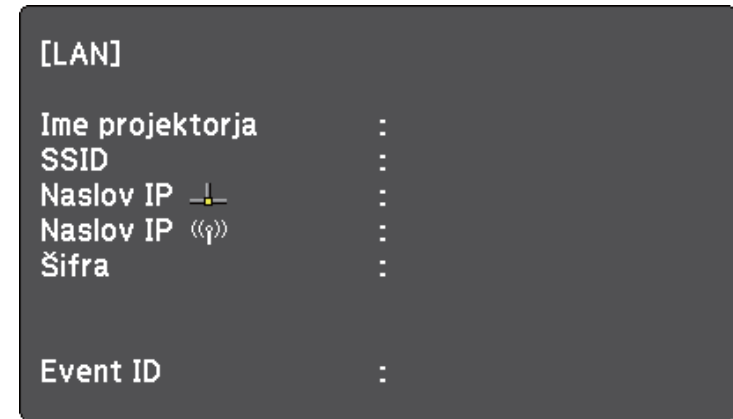 [LAN]
Ime projektorja :
SSID :
Naslov IP :
Naslov IP :
Šifra :
Event ID :